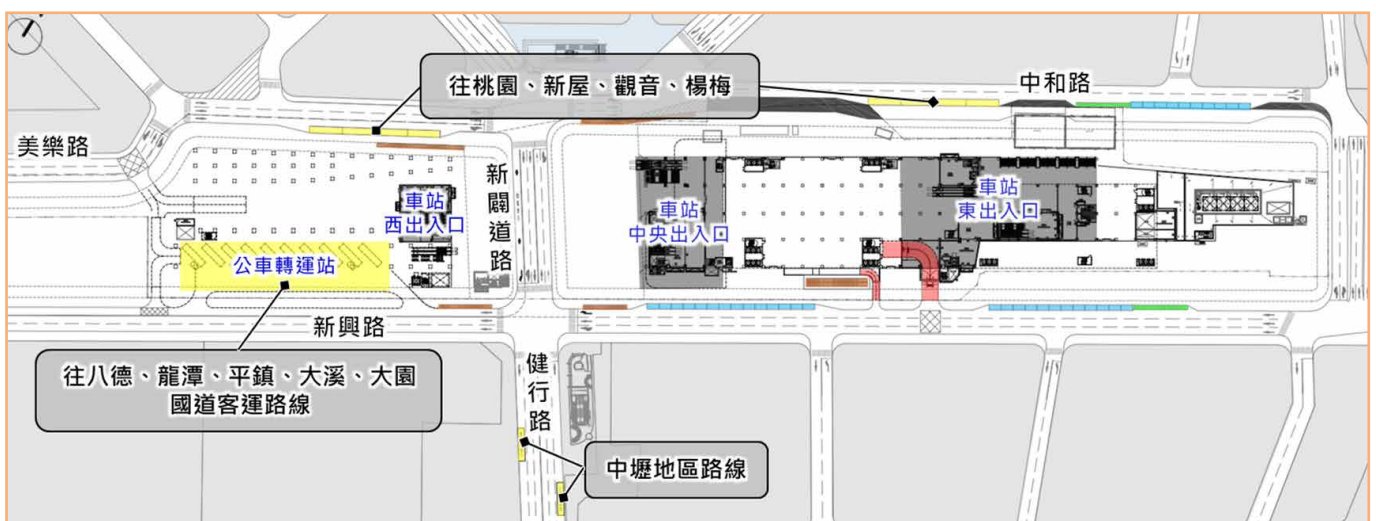 往桃園、新屋、觀音、楊梅
中和路
美樂路
新闢道路
車站
西出入口
車站
中央出入口
車站
東出入口
公車轉運站
新興路
往八德、龍潭、平鎮、大溪、大園
國道客運路線
健行路
中壢地區路線